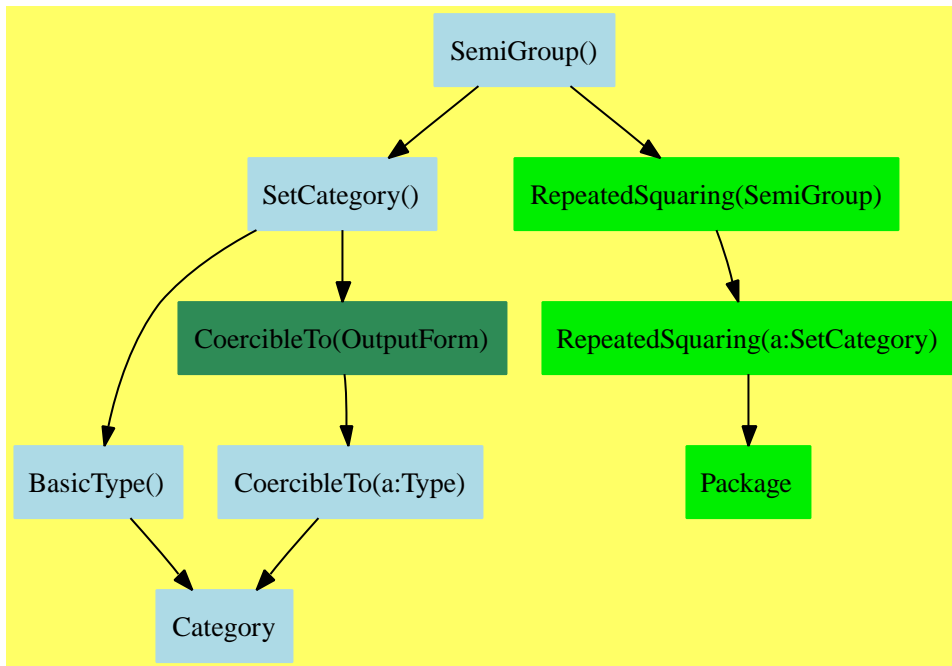 SemiGroup()
SetCategory()
RepeatedSquaring(SemiGroup)
CoercibleTo(OutputForm)
RepeatedSquaring(a:SetCategory)
BasicType()
CoercibleTo(a:Type)
Package
Category